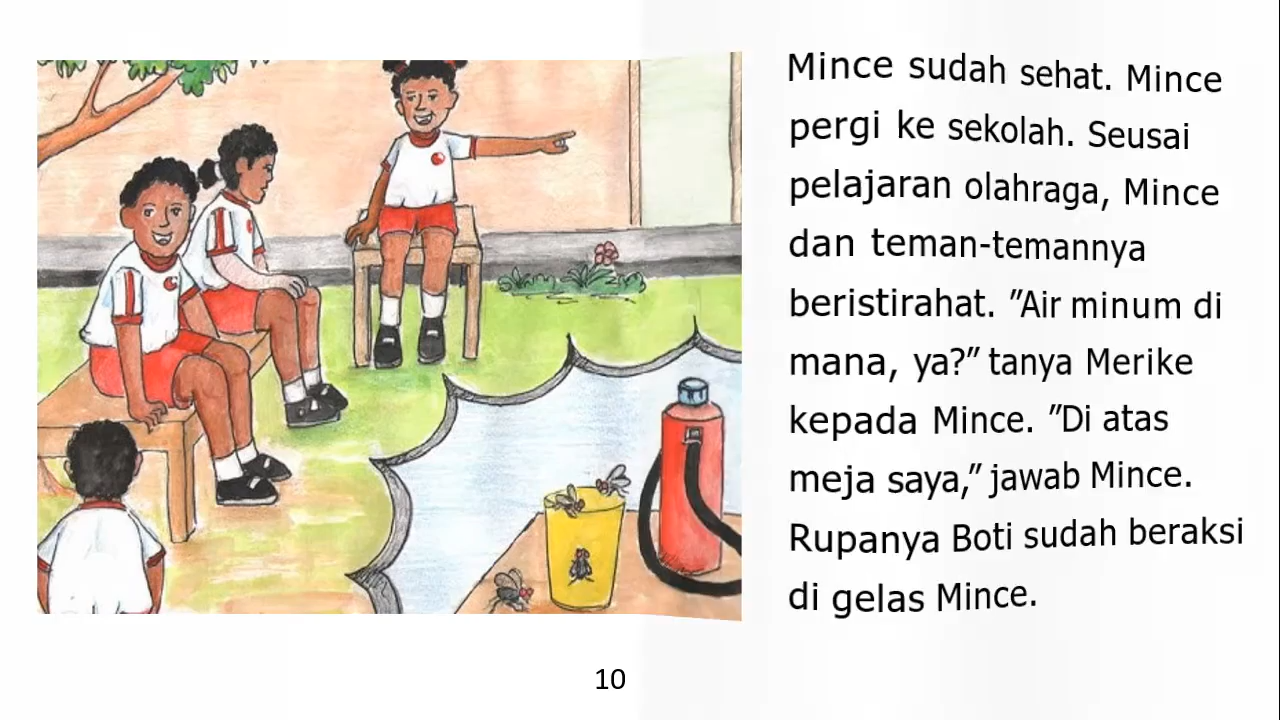 Mince sudah sehat. Mince
pergi ke sekolah. Seusai
pelajaran olahraga, Mince
dan teman-temannya
beristirahat. ”Air minum di
mana, ya?” tanya Merike
kepada Mince. ”Di atas
meja saya,” jawab Mince.
Rupanya Boti sudah beraksi
di gelas Mince.
10